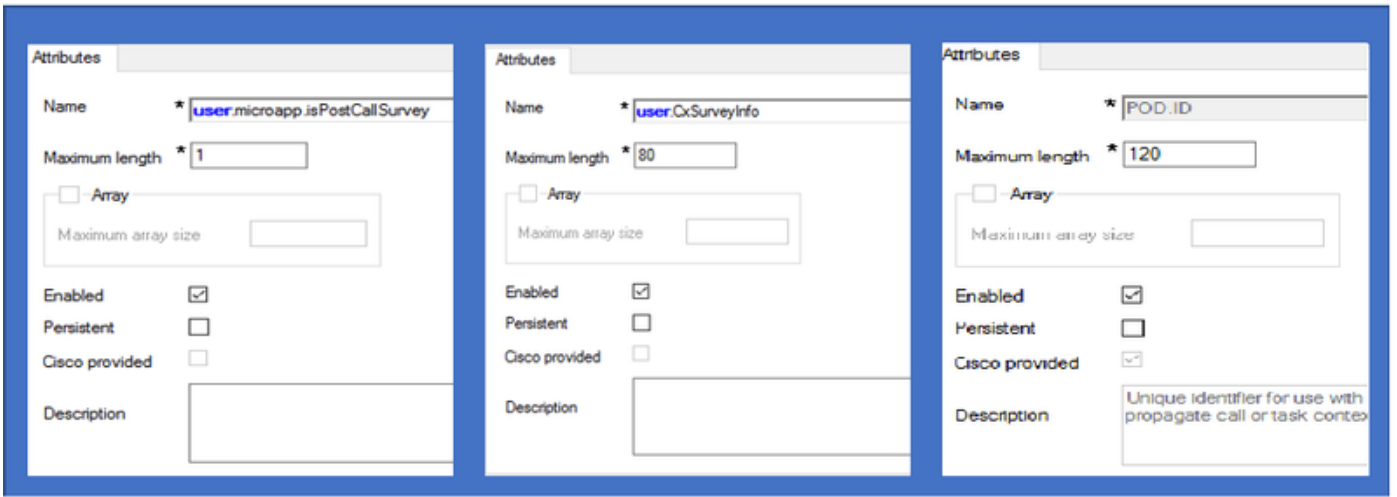 Attributes
Name * user.microapp.isPostCallSurvey
Maximum length * 1
Array
Maximum array size
Enabled
Persistent
Cisco provided
Description
Attributes
Name * user.CxSurveyInfo
Maximum length * 80
Array
Maximum array size
Enabled
Persistent
Cisco provided
Description
Attributes
Name * POD.ID
Maximum length * 120
Array
Maximum array size
Enabled
Persistent
Cisco provided
Description
Unique identifier for use with
propagate call or task contex